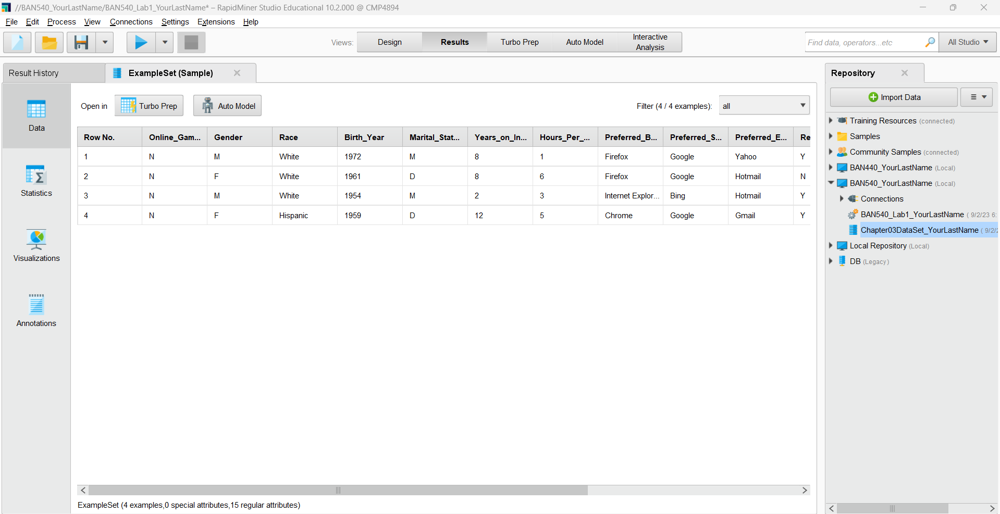 //BAN540_YourLastName/BAN540_Lab1_YourLastName* – RapidMiner Studio Educational 10.2.000 @ CMP4894
File Edit Process View Connections Settings Extensions Help
Views: Design Results Turbo Prep Auto Model Interactive Analysis
Find data, operators...etc All Studio
Result History ExampleSet (Sample)
Repository
Data
Statistics
Visualizations
Annotations
Open in Turbo Prep Auto Model Filter (4 / 4 examples): all
Row No. Online_Gam... Gender Race Birth_Year Marital_Stat... Years_on_In... Hours_Per_... Preferred_B... Preferred_S... Preferred_E... Re
1 N M White 1972 M 8 1 Firefox Google Yahoo Y
2 N F White 1961 D 8 6 Firefox Google Hotmail N
3 N M White 1954 M 2 3 Internet Explor... Bing Hotmail Y
4 N F Hispanic 1959 D 12 5 Chrome Google Gmail Y
ExampleSet (4 examples,0 special attributes,15 regular attributes)
Import Data
Training Resources (connected)
Samples
Community Samples (connected)
BAN440_YourLastName (Local)
BAN540_YourLastName (Local)
Connections
BAN540_Lab1_YourLastName ( 9/2/23 6:
Chapter03DataSet_YourLastName ( 9/2/2
Local Repository (Local)
DB (Legacy)